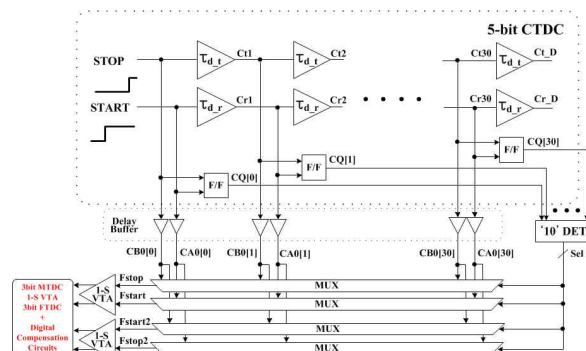 5-bit CTDC
STOP
τd_t
Ct1
τd_t
Ct2
Ct30
τd_t
Ct_D
START
τd_r
Cr1
τd_r
Cr2
Cr30
τd_r
Cr_D
F/F
CQ[0]
F/F
CQ[1]
F/F
CQ[30]
Delay
Buffer
'10' DET
CB0[0]
CA0[0]
CB0[1]
CA0[1]
CB0[30]
CA0[30]
Sel
3bit MTDC
1-S VTA
3bit FTDC
+
Digital
Compensation
Circuits
1-S
VTA
1-S
VTA
Fstop
MUX
Fstart
MUX
Fstart2
MUX
Fstop2
MUX